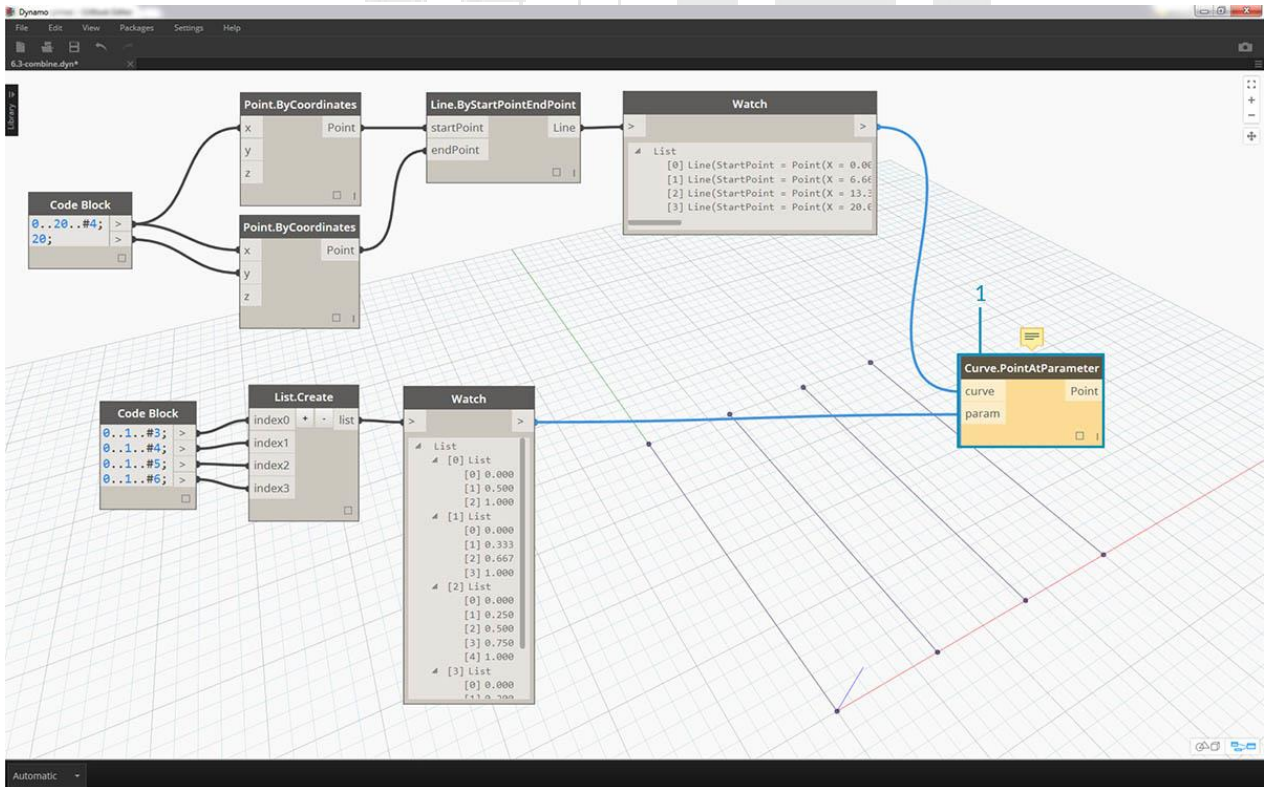 Dynamo
File Edit View Packages Settings Help
6.3-combine.dyn*
Library
Point.ByCoordinates
x Point
y
z
Line.ByStartPointEndPoint
startPoint Line
endPoint
Watch
> >
List
[0] Line(StartPoint = Point(X = 0.00
[1] Line(StartPoint = Point(X = 6.66
[2] Line(StartPoint = Point(X = 13.3
[3] Line(StartPoint = Point(X = 20.0
Code Block
0..20..#4; >
20; >
Point.ByCoordinates
x Point
y
z
1
Curve.PointAtParameter
curve Point
param
Code Block
0..1..#3; >
0..1..#4; >
0..1..#5; >
0..1..#6; >
List.Create
index0 + - list
index1
index2
index3
Watch
> >
List
[0] List
[0] 0.000
[1] 0.500
[2] 1.000
[1] List
[0] 0.000
[1] 0.333
[2] 0.667
[3] 1.000
[2] List
[0] 0.000
[1] 0.250
[2] 0.500
[3] 0.750
[4] 1.000
[3] List
[0] 0.000
[1] 0.200
Automatic